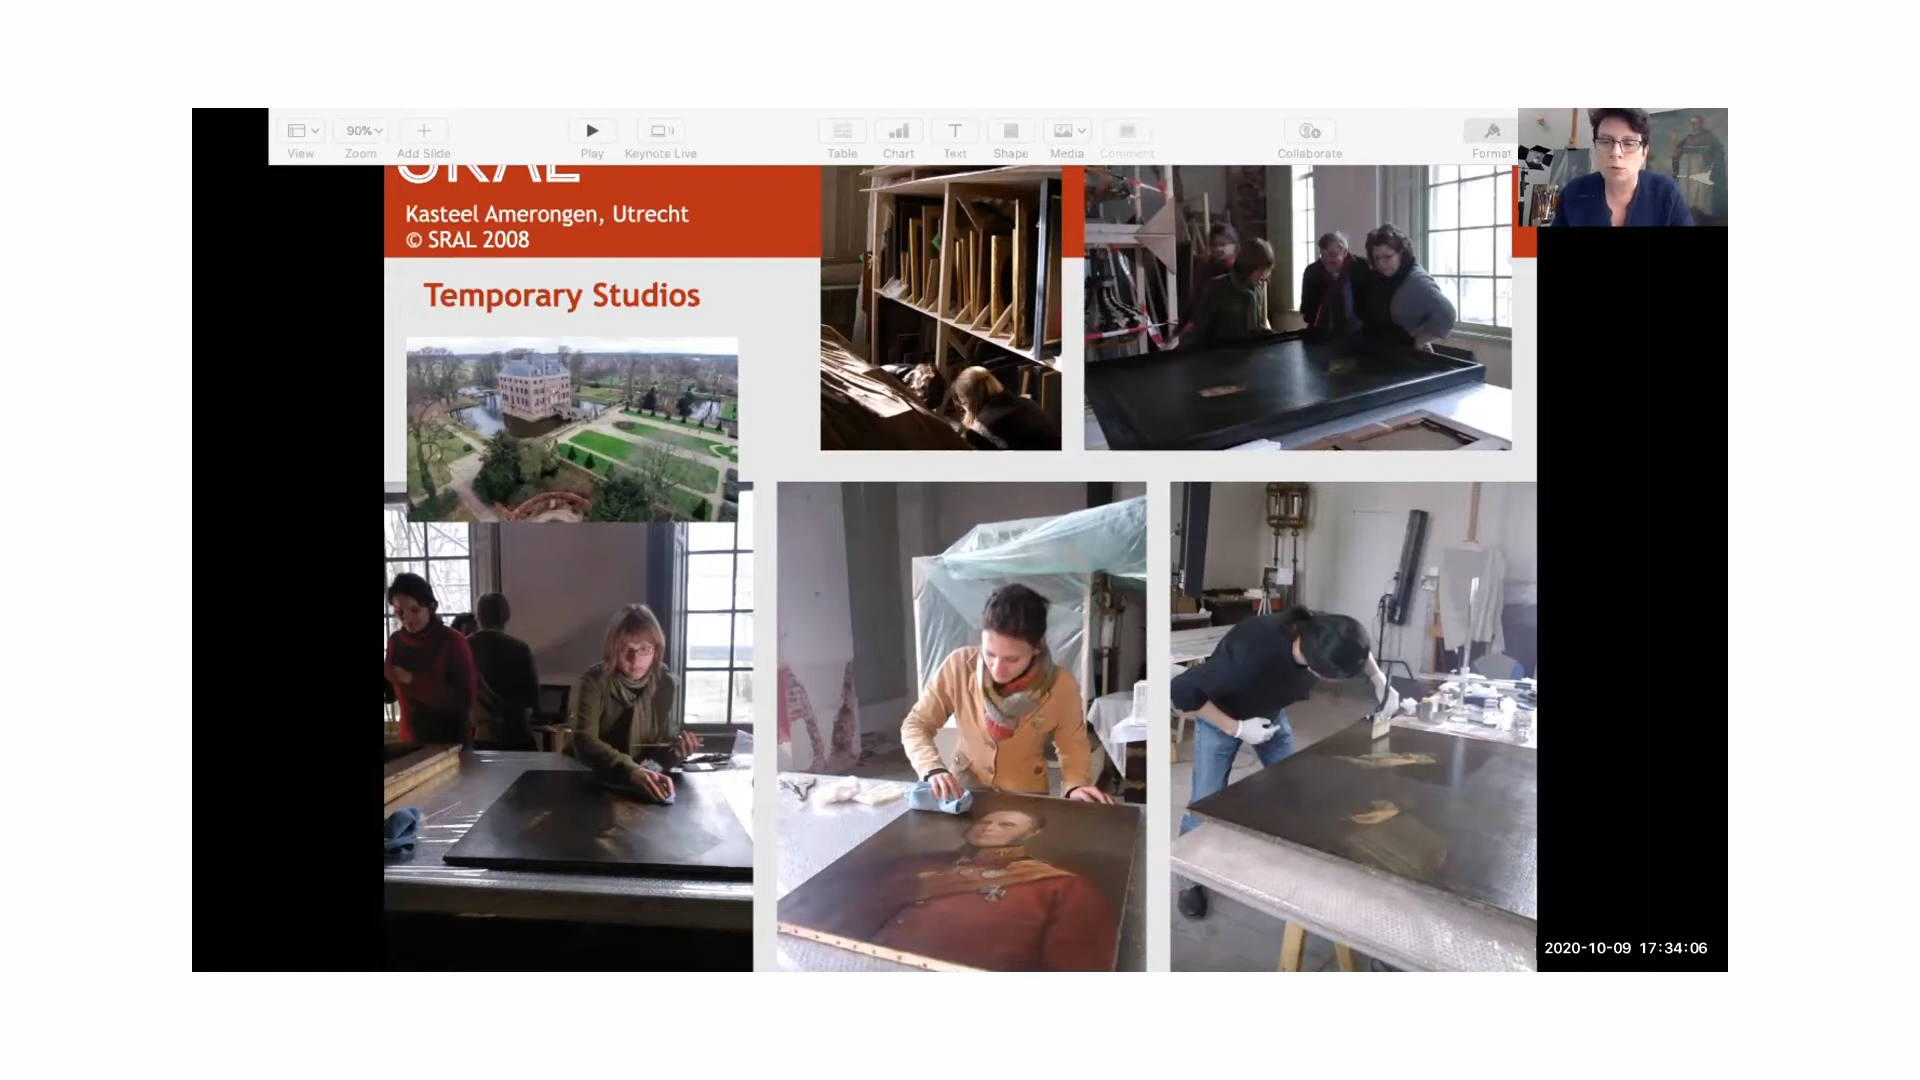 90%
View
Zoom
Add Slide
Play
Keynote Live
Table
Chart
Text
Shape
Media
Comment
Collaborate
Format
SRAL
Kasteel Amerongen, Utrecht
© SRAL 2008
Temporary Studios
2020-10-09 17:34:06